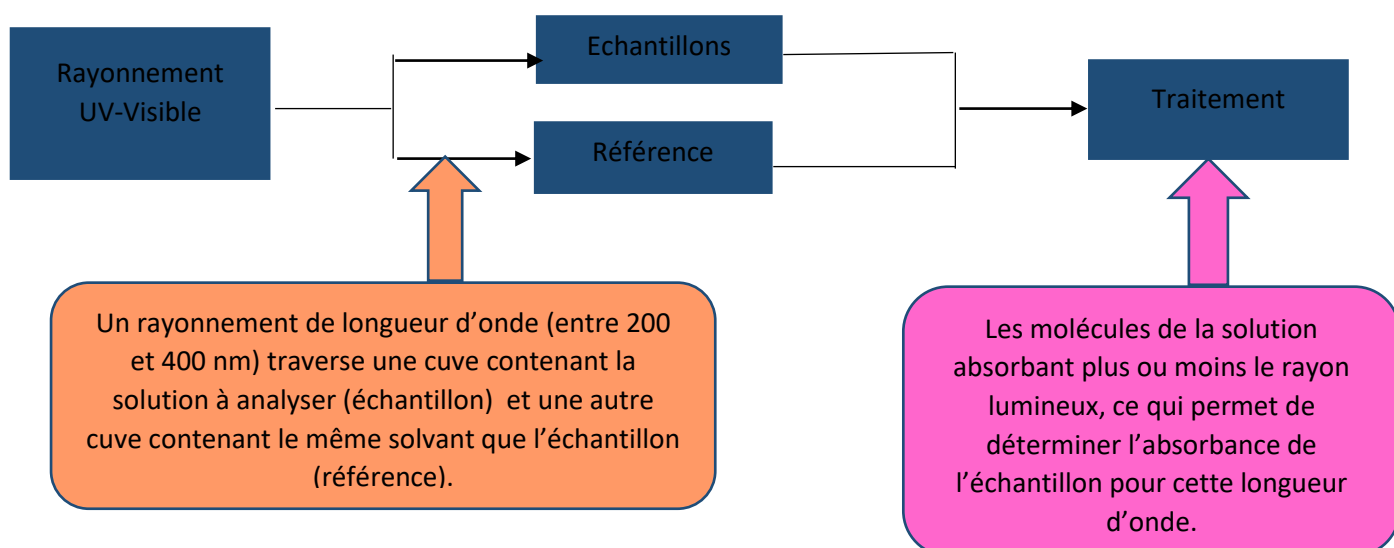 Rayonnement
UV-Visible
Echantillons
Référence
Traitement
Un rayonnement de longueur d’onde (entre 200
et 400 nm) traverse une cuve contenant la
solution à analyser (échantillon)  et une autre
cuve contenant le même solvant que l’échantillon
(référence).
Les molécules de la solution
absorbant plus ou moins le rayon
lumineux, ce qui permet de
déterminer l’absorbance de
l’échantillon pour cette longueur
d’onde.